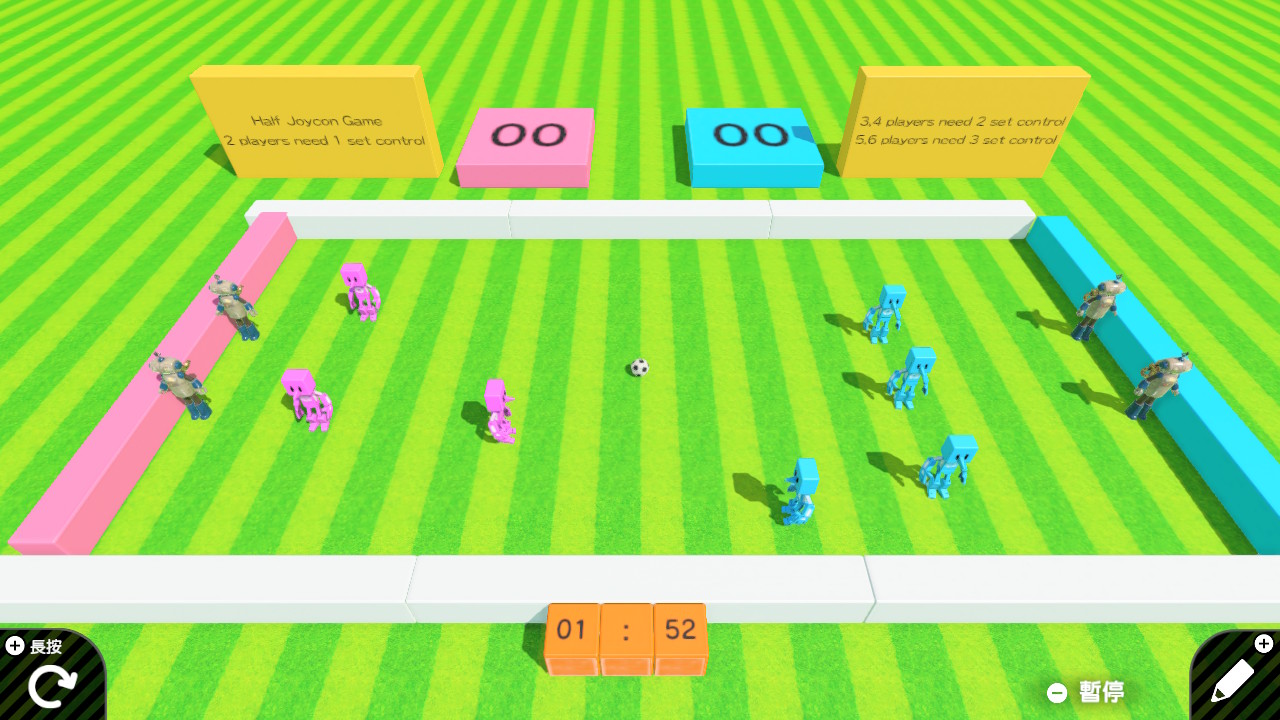 Half Joycon Game
2 players need 1 set control
00
00
3,4 players need 2 set control
5,6 players need 3 set control
01 : 52
長按
暫停